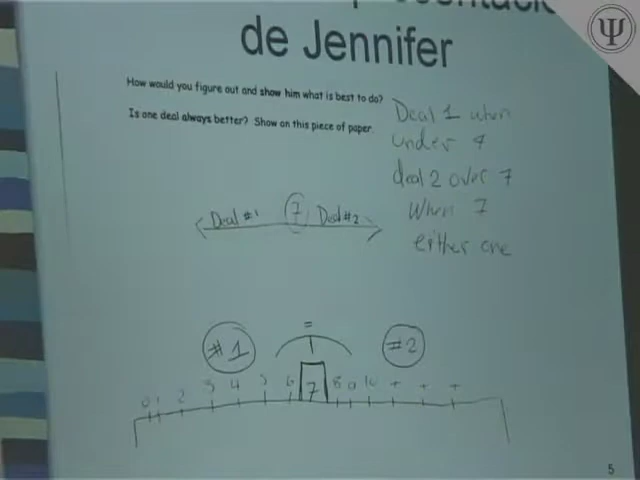 de Jennifer
How would you figure out and show him what is best to do?
Is one deal always better? Show on this piece of paper.
Deal 1 when
under 7
deal 2 over 7
When 7
either one
Deal #1 7 Deal #2
=
#1 #2
0 1 2 3 4 5 6 7 8 9 10 + + +
5
Ψ